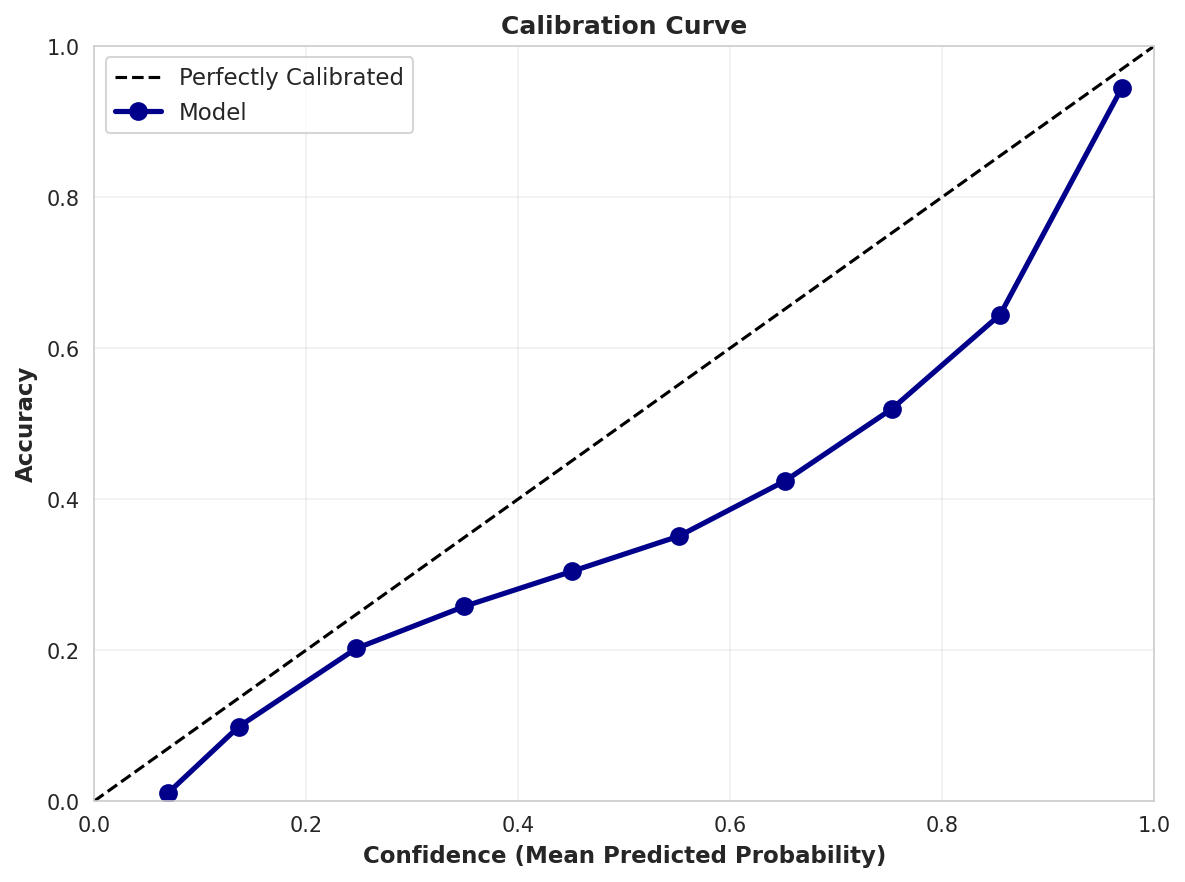 Calibration Curve
Perfectly Calibrated
Model
1.0
0.8
0.6
0.4
0.2
0.0
Accuracy
0.0 0.2 0.4 0.6 0.8 1.0
Confidence (Mean Predicted Probability)